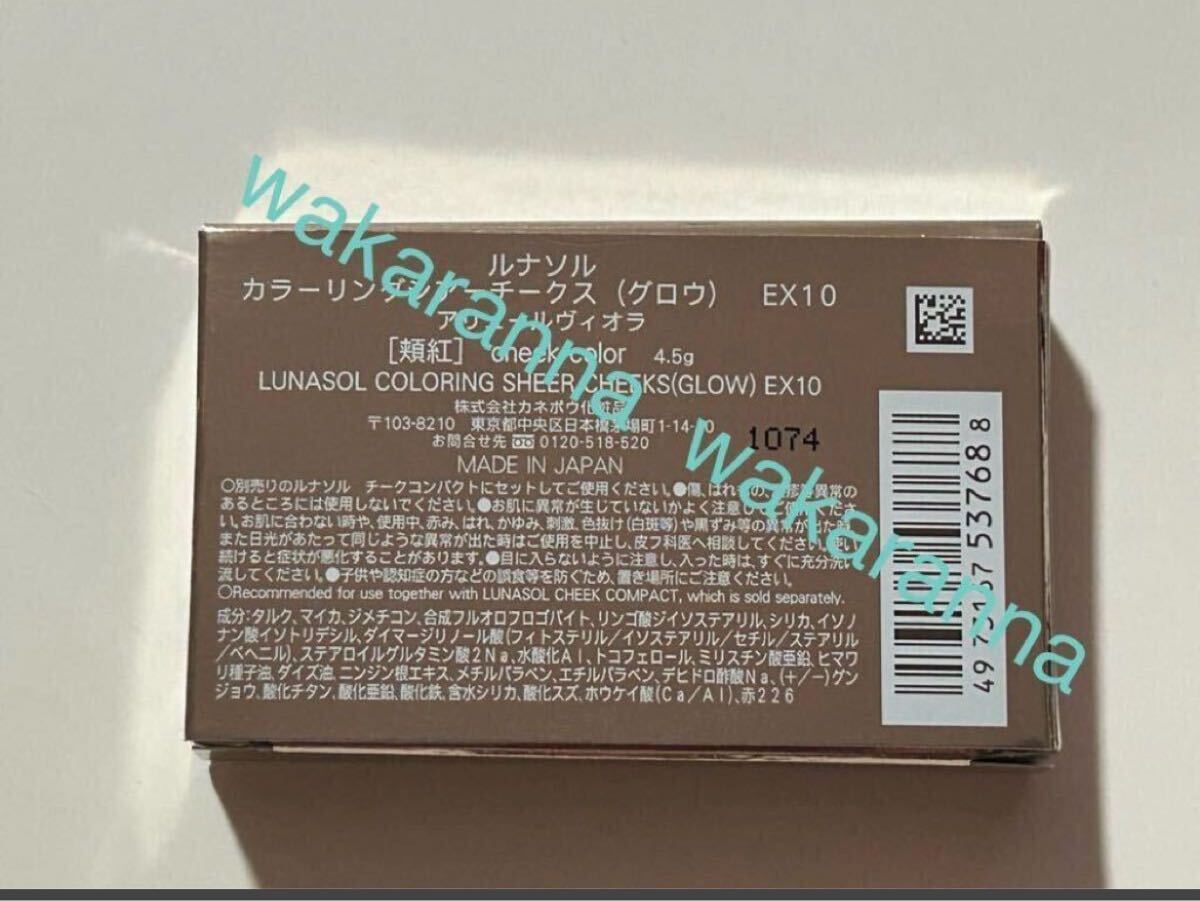 ルナソル
カラーリングシアーチークス（グロウ） EX10
ヴィオラ
［頬紅］ cheek color 4.5g
LUNASOL COLORING SHEER CHEEKS(GLOW) EX10
株式会社カネボウ化粧品
〒103-8210 東京都中央区日本橋茅場町1-14-10
お問合せ先 0120-518-520
1074
MADE IN JAPAN
○別売りのルナソル チークコンパクトにセットしてご使用ください。●傷、はれもの、湿疹等異常の
あるところには使用しないでください。●お肌に異常が生じていないかよく注意してご使用くださ
い。お肌に合わない時や、使用中、赤み、はれ、かゆみ、刺激、色抜け(白斑等)や黒ずみ等の異常が出た時、
また日光があたって同じような異常が出た時はご使用を中止し、皮フ科医へ相談してください。使い
続けると症状が悪化することがあります。●目に入らないように注意し、入った時は、すぐに充分洗い
流してください。●子供や認知症の方などの誤食等を防ぐため、置き場所にご注意ください。
○Recommended for use together with LUNASOL CHEEK COMPACT, which is sold separately.
成分:タルク、マイカ、ジメチコン、合成フルオロフロゴパイト、リンゴ酸ジイソステアリル、シリカ、イソノ
ナン酸イソトリデシル、ダイマージリノール酸(フィトステリル/イソステアリル/セチル/ステアリル
/ベヘニル)、ステアロイルグルタミン酸2Na、水酸化Al、トコフェロール、ミリスチン酸亜鉛、ヒマワ
リ種子油、ダイズ油、ニンジン根エキス、メチルパラベン、エチルパラベン、デヒドロ酢酸Na、(+/-)グン
ジョウ、酸化チタン、酸化亜鉛、酸化鉄、含水シリカ、酸化スズ、ホウケイ酸(Ca/Al)、赤226
4973167537688
wakaranna wakaranna